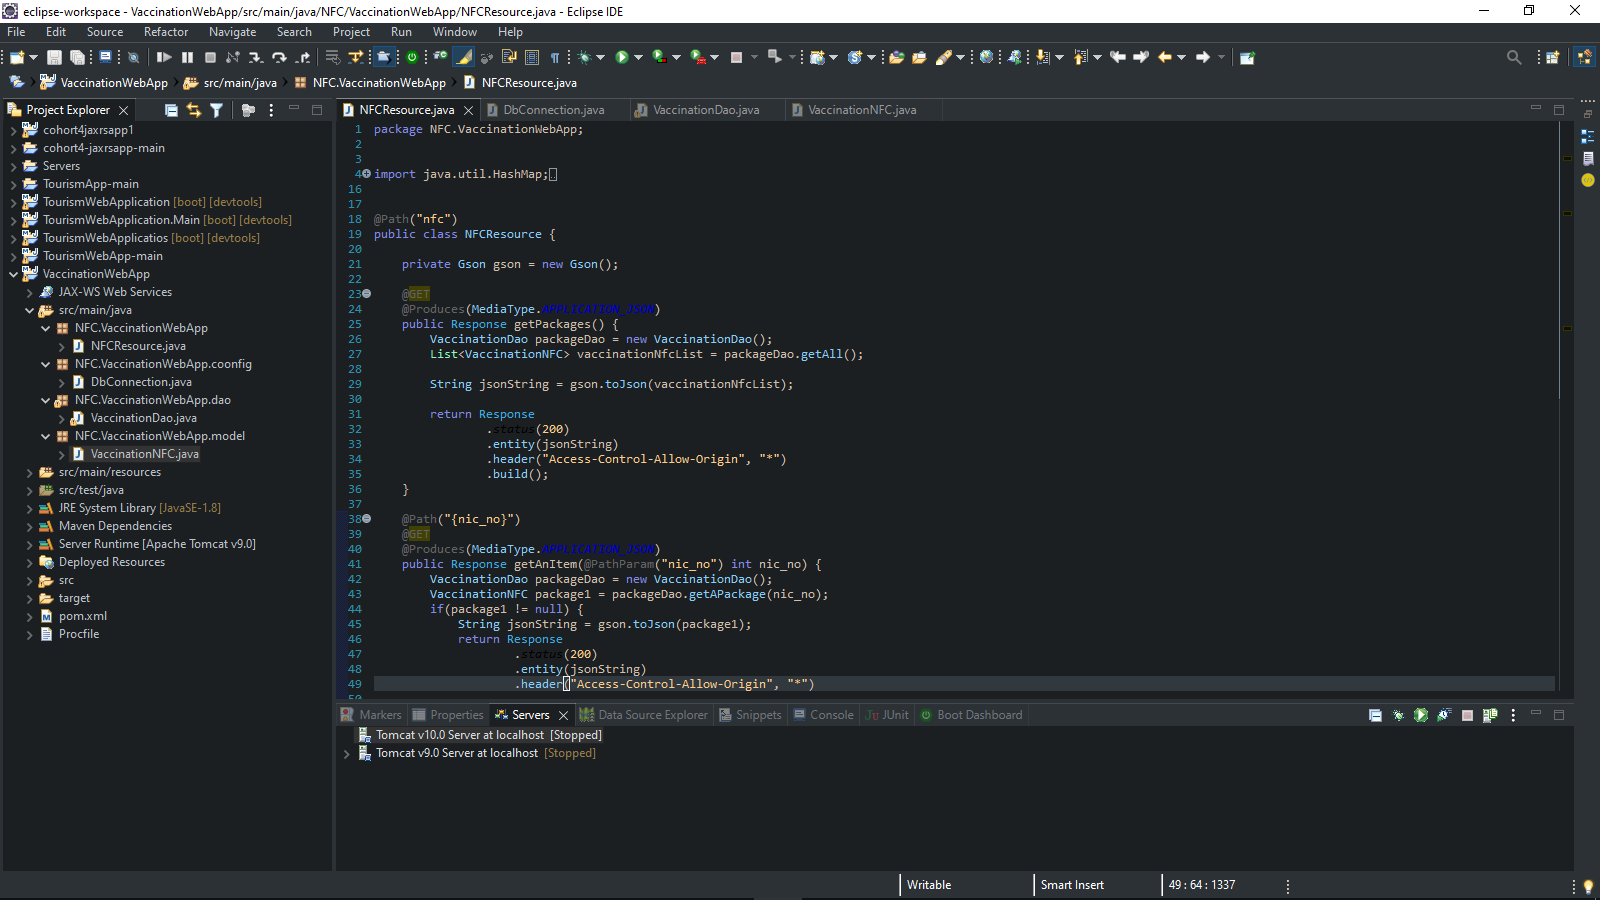 eclipse-workspace - VaccinationWebApp/src/main/java/NFC/VaccinationWebApp/NFCResource.java - Eclipse IDE
File Edit Source Refactor Navigate Search Project Run Window Help
VaccinationWebApp src/main/java NFC.VaccinationWebApp NFCResource.java
Project Explorer
cohort4jaxrsapp1
cohort4-jaxrsapp-main
Servers
TourismApp-main
TourismWebApplication [boot] [devtools]
TourismWebApplication.Main [boot] [devtools]
TourismWebApplicatios [boot] [devtools]
TourismWebApp-main
VaccinationWebApp
JAX-WS Web Services
src/main/java
NFC.VaccinationWebApp
NFCResource.java
NFC.VaccinationWebApp.coonfig
DbConnection.java
NFC.VaccinationWebApp.dao
VaccinationDao.java
NFC.VaccinationWebApp.model
VaccinationNFC.java
src/main/resources
src/test/java
JRE System Library [JavaSE-1.8]
Maven Dependencies
Server Runtime [Apache Tomcat v9.0]
Deployed Resources
src
target
pom.xml
Procfile
NFCResource.java DbConnection.java VaccinationDao.java VaccinationNFC.java
1 package NFC.VaccinationWebApp;
2
3
4 import java.util.HashMap;
16
17
18 @Path("nfc")
19 public class NFCResource {
20
21 private Gson gson = new Gson();
22
23 @GET
24 @Produces(MediaType.APPLICATION_JSON)
25 public Response getPackages() {
26 VaccinationDao packageDao = new VaccinationDao();
27 List<VaccinationNFC> vaccinationNfcList = packageDao.getAll();
28
29 String jsonString = gson.toJson(vaccinationNfcList);
30
31 return Response
32 .status(200)
33 .entity(jsonString)
34 .header("Access-Control-Allow-Origin", "*")
35 .build();
36 }
37
38 @Path("{nic_no}")
39 @GET
40 @Produces(MediaType.APPLICATION_JSON)
41 public Response getAnItem(@PathParam("nic_no") int nic_no) {
42 VaccinationDao packageDao = new VaccinationDao();
43 VaccinationNFC package1 = packageDao.getAPackage(nic_no);
44 if(package1 != null) {
45 String jsonString = gson.toJson(package1);
46 return Response
47 .status(200)
48 .entity(jsonString)
49 .header("Access-Control-Allow-Origin", "*")
50
Markers Properties Servers Data Source Explorer Snippets Console JUnit Boot Dashboard
Tomcat v10.0 Server at localhost [Stopped]
Tomcat v9.0 Server at localhost [Stopped]
Writable Smart Insert 49 : 64 : 1337